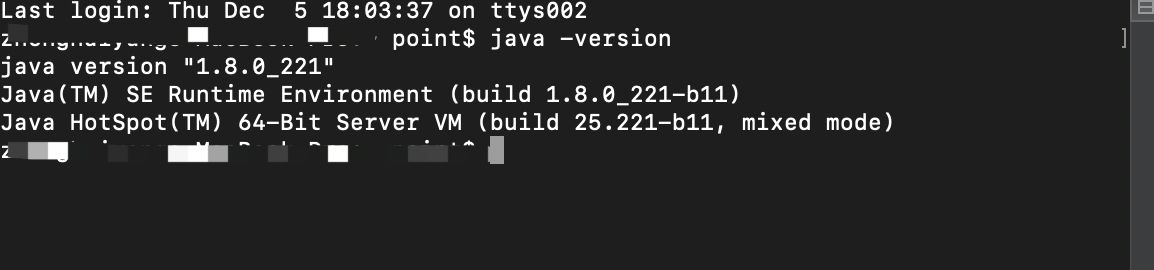 Last login: Thu Dec  5 18:03:37 on ttys002
point$ java -version
java version "1.8.0_221"
Java(TM) SE Runtime Environment (build 1.8.0_221-b11)
Java HotSpot(TM) 64-Bit Server VM (build 25.221-b11, mixed mode)